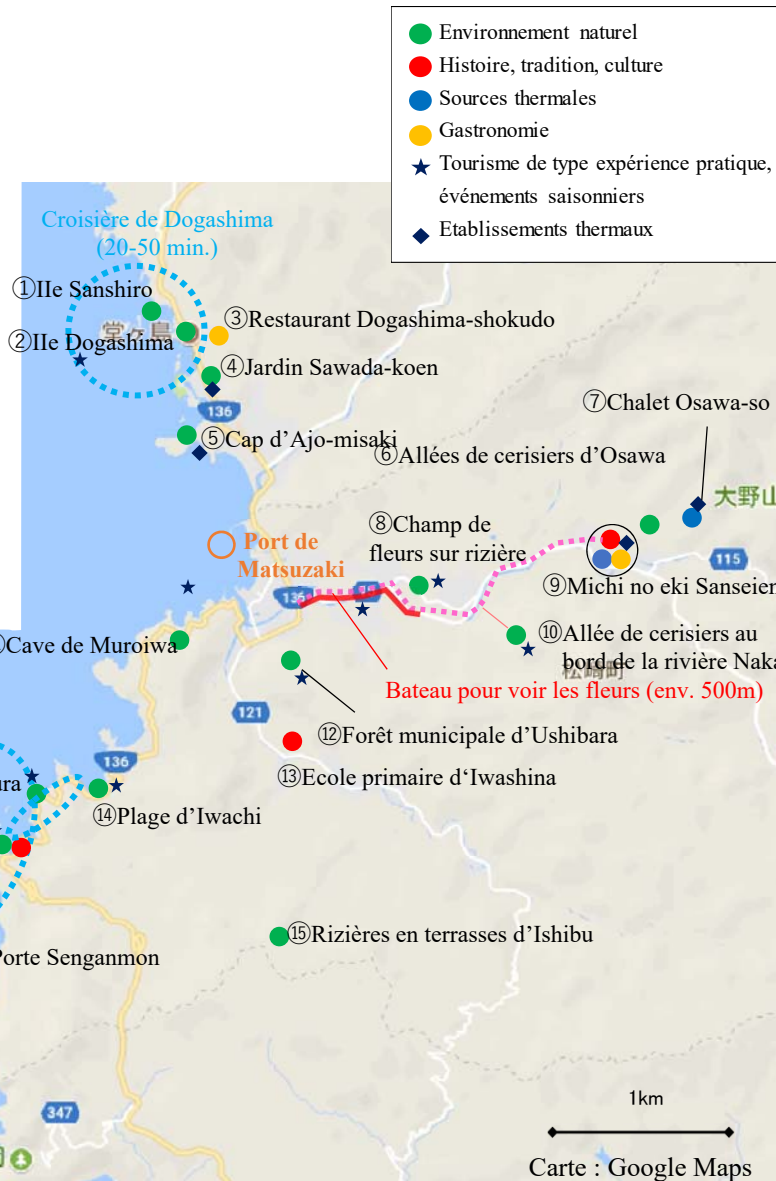 Environnement naturel
Histoire, tradition, culture
Sources thermales
Gastronomie
Tourisme de type expérience pratique,
événements saisonniers
Etablissements thermaux
Croisière de Dogashima
(20-50 min.)
①IIe Sanshiro
堂ヶ島
②IIe Dogashima
③Restaurant Dogashima-shokudo
④Jardin Sawada-koen
136
⑤Cap d’Ajo-misaki
⑥Allées de cerisiers d’Osawa
⑦Chalet Osawa-so
大野山
⑧Champ de
fleurs sur rizière
Port de
Matsuzaki
115
136
⑨Michi no eki Sanseien
⑩Allée de cerisiers au
bord de la rivière Naka
松崎町
Cave de Muroiwa
Bateau pour voir les fleurs (env. 500m)
121
⑫Forêt municipale d’Ushibara
136
⑬Ecole primaire d‘Iwashina
ura
⑭Plage d’Iwachi
⑮Rizières en terrasses d’Ishibu
Porte Senganmon
347
1km
Carte : Google Maps